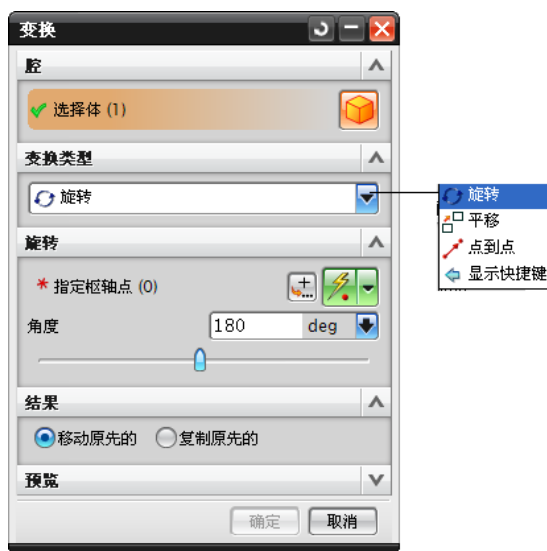 变换
腔
选择体 (1)
变换类型
旋转
旋转
平移
点到点
显示快捷键
旋转
* 指定枢轴点 (0)
角度
180 deg
结果
移动原先的 复制原先的
预览
确定 取消